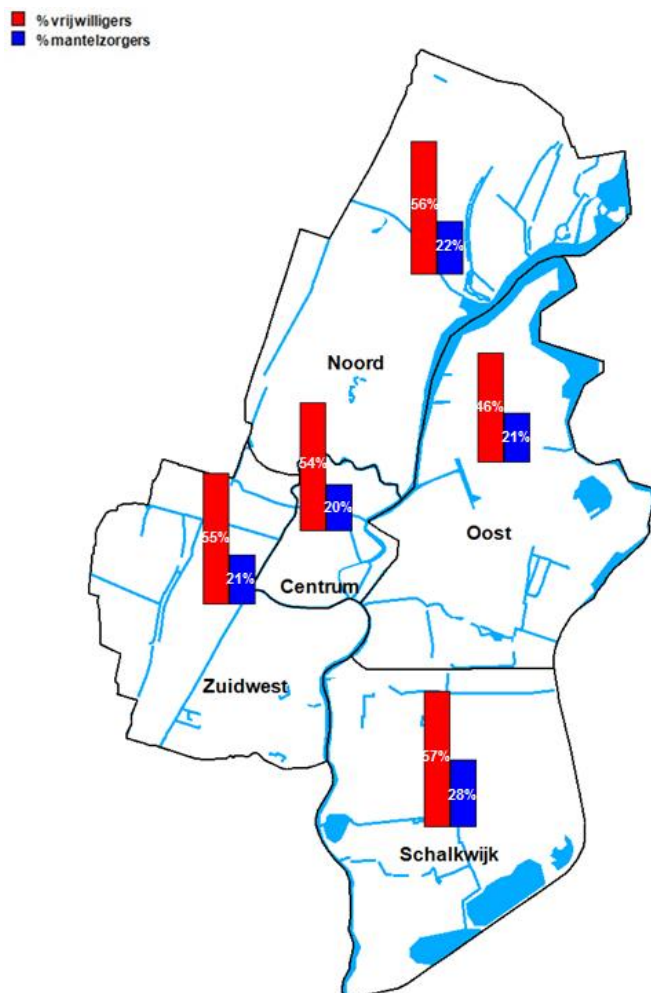 %vrijwilligers
%mantelzorgers
56%
22%
Noord
46%
21%
54%
20%
Oost
55%
21%
Centrum
Zuidwest
57%
28%
Schalkwijk